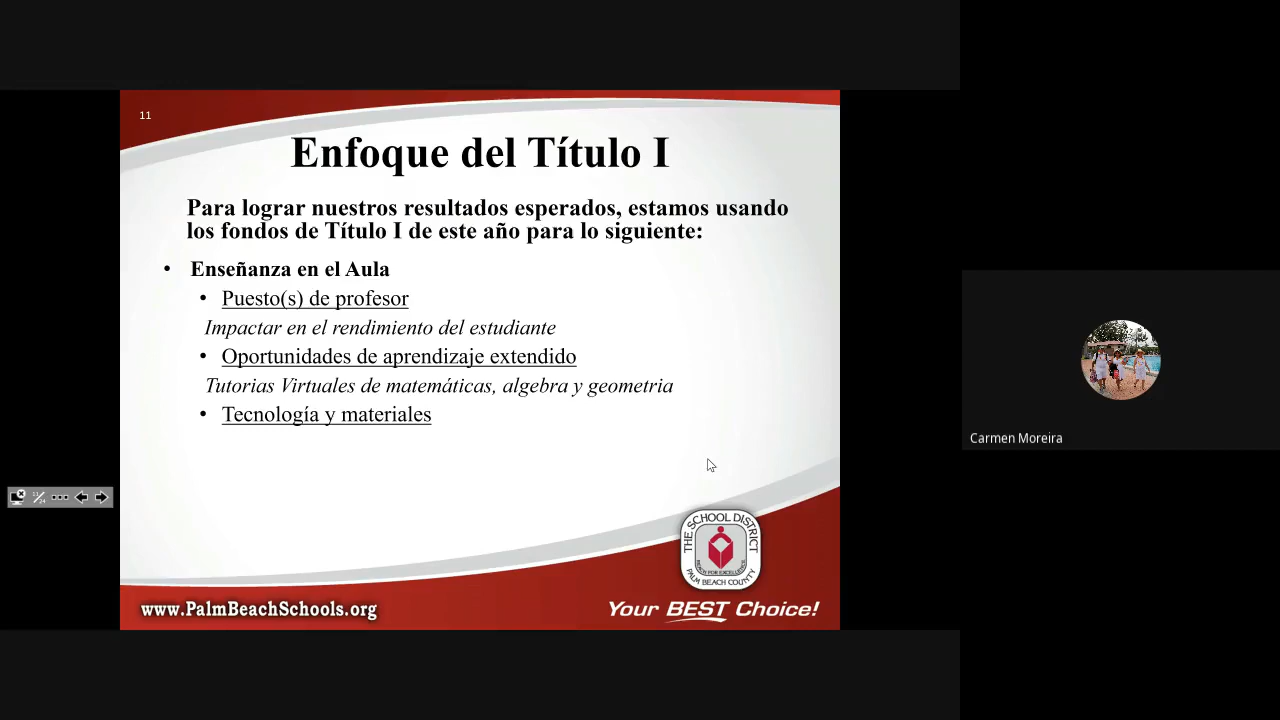 11
Enfoque del Título I
Para lograr nuestros resultados esperados, estamos usando
los fondos de Título I de este año para lo siguiente:
• Enseñanza en el Aula
• Puesto(s) de profesor
Impactar en el rendimiento del estudiante
• Oportunidades de aprendizaje extendido
Tutorias Virtuales de matemáticas, algebra y geometria
• Tecnología y materiales
Carmen Moreira
THE SCHOOL DISTRICT
PALM BEACH COUNTY
www.PalmBeachSchools.org
Your BEST Choice!